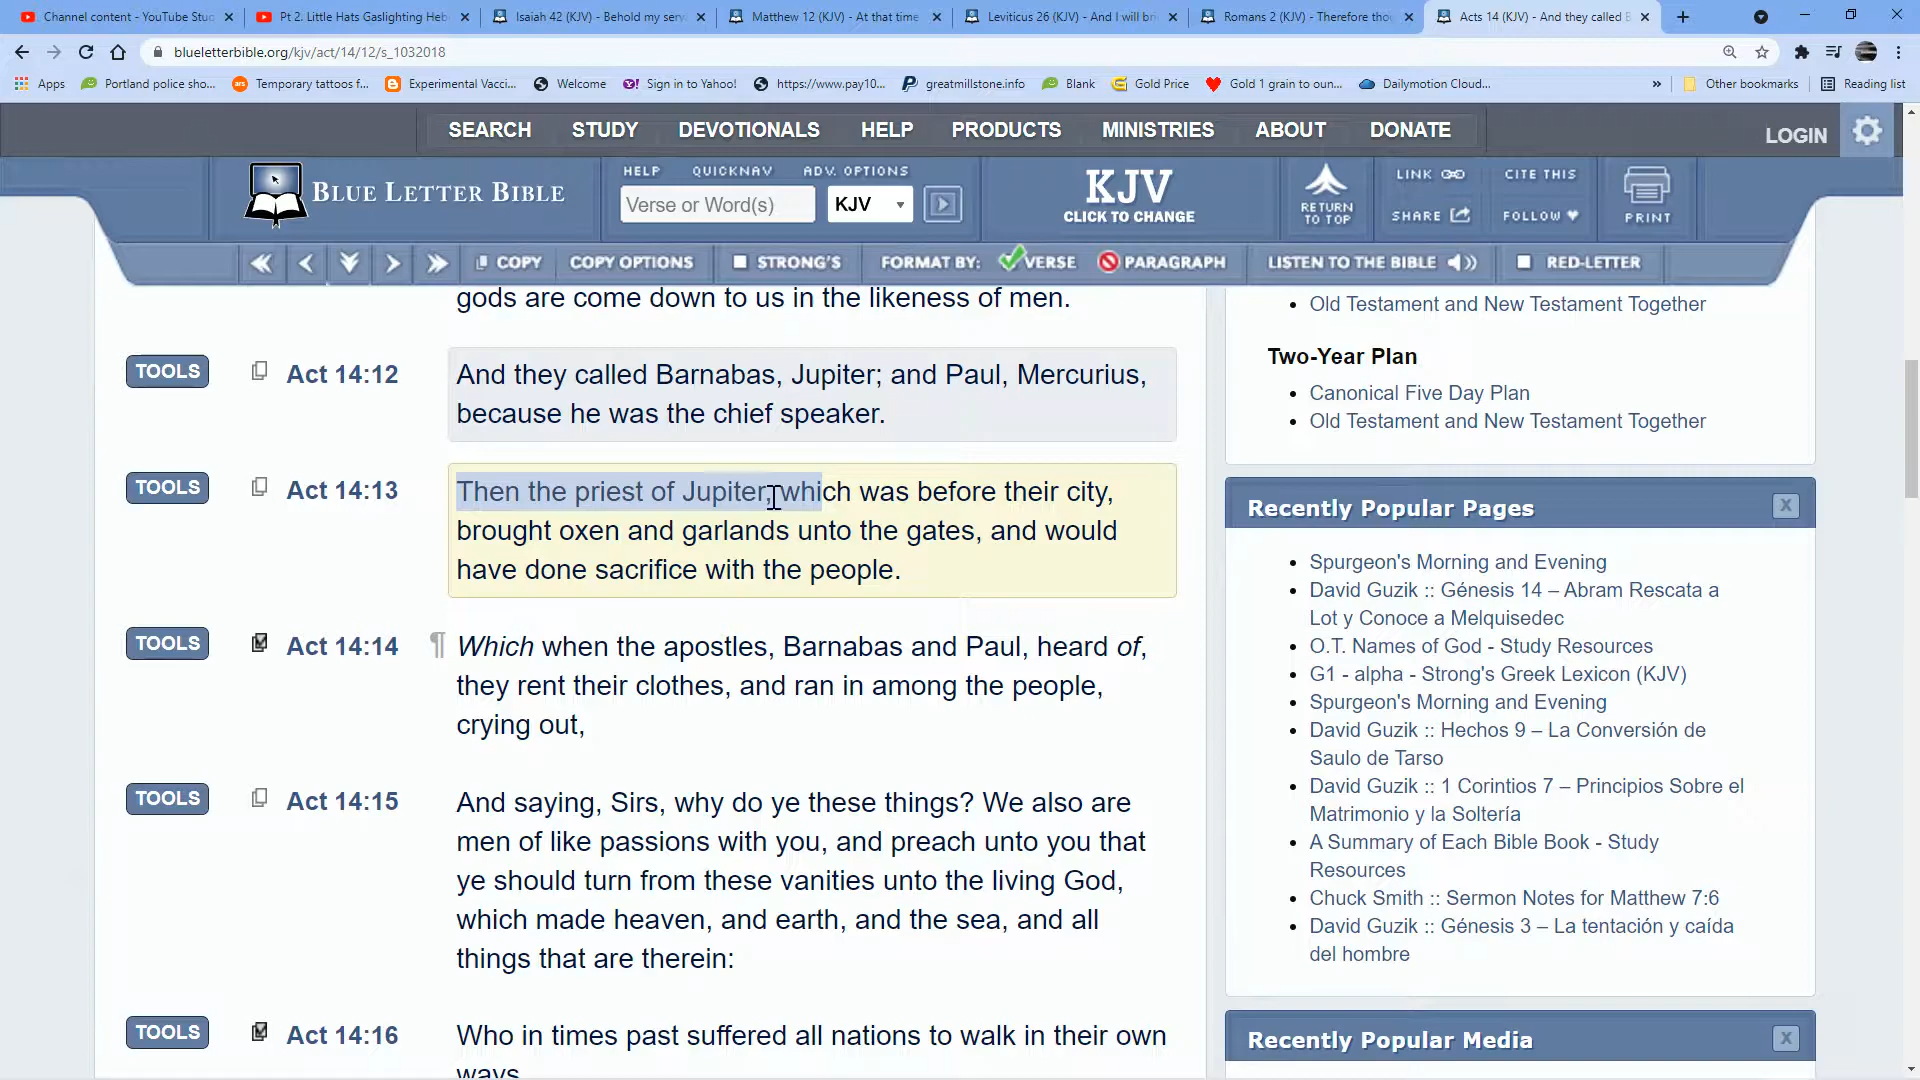 Channel content - YouTube Stu
Pt 2. Little Hats Gaslighting Heb
Isaiah 42 (KJV) - Behold my serv
Matthew 12 (KJV) - At that time
Leviticus 26 (KJV) - And I will br
Romans 2 (KJV) - Therefore thou
Acts 14 (KJV) - And they called B
blueletterbible.org/kjv/act/14/12/s_1032018
Apps
Portland police sho...
Temporary tattoos f...
Experimental Vacci...
Welcome
Sign in to Yahoo!
https://www.pay10...
greatmillstone.info
Blank
Gold Price
Gold 1 grain to oun...
Dailymotion Cloud...
»
Other bookmarks
Reading list
SEARCH STUDY DEVOTIONALS HELP PRODUCTS MINISTRIES ABOUT DONATE
LOGIN
BLUE LETTER BIBLE
HELP QUICKNAV ADV. OPTIONS
Verse or Word(s)
KJV
KJV
CLICK TO CHANGE
RETURN
TO TOP
LINK
CITE THIS
SHARE
FOLLOW
PRINT
COPY
COPY OPTIONS
STRONG'S
FORMAT BY: VERSE PARAGRAPH
LISTEN TO THE BIBLE
RED-LETTER
gods are come down to us in the likeness of men.
TOOLS Act 14:12 And they called Barnabas, Jupiter; and Paul, Mercurius,
because he was the chief speaker.
TOOLS Act 14:13 Then the priest of Jupiter, which was before their city,
brought oxen and garlands unto the gates, and would
have done sacrifice with the people.
TOOLS Act 14:14 ¶ Which when the apostles, Barnabas and Paul, heard of,
they rent their clothes, and ran in among the people,
crying out,
TOOLS Act 14:15 And saying, Sirs, why do ye these things? We also are
men of like passions with you, and preach unto you that
ye should turn from these vanities unto the living God,
which made heaven, and earth, and the sea, and all
things that are therein:
TOOLS Act 14:16 Who in times past suffered all nations to walk in their own
ways.
• Old Testament and New Testament Together
Two-Year Plan
• Canonical Five Day Plan
• Old Testament and New Testament Together
Recently Popular Pages X
• Spurgeon's Morning and Evening
• David Guzik :: Génesis 14 – Abram Rescata a
Lot y Conoce a Melquisedec
• O.T. Names of God - Study Resources
• G1 - alpha - Strong's Greek Lexicon (KJV)
• Spurgeon's Morning and Evening
• David Guzik :: Hechos 9 – La Conversión de
Saulo de Tarso
• David Guzik :: 1 Corintios 7 – Principios Sobre el
Matrimonio y la Soltería
• A Summary of Each Bible Book - Study
Resources
• Chuck Smith :: Sermon Notes for Matthew 7:6
• David Guzik :: Génesis 3 – La tentación y caída
del hombre
Recently Popular Media X